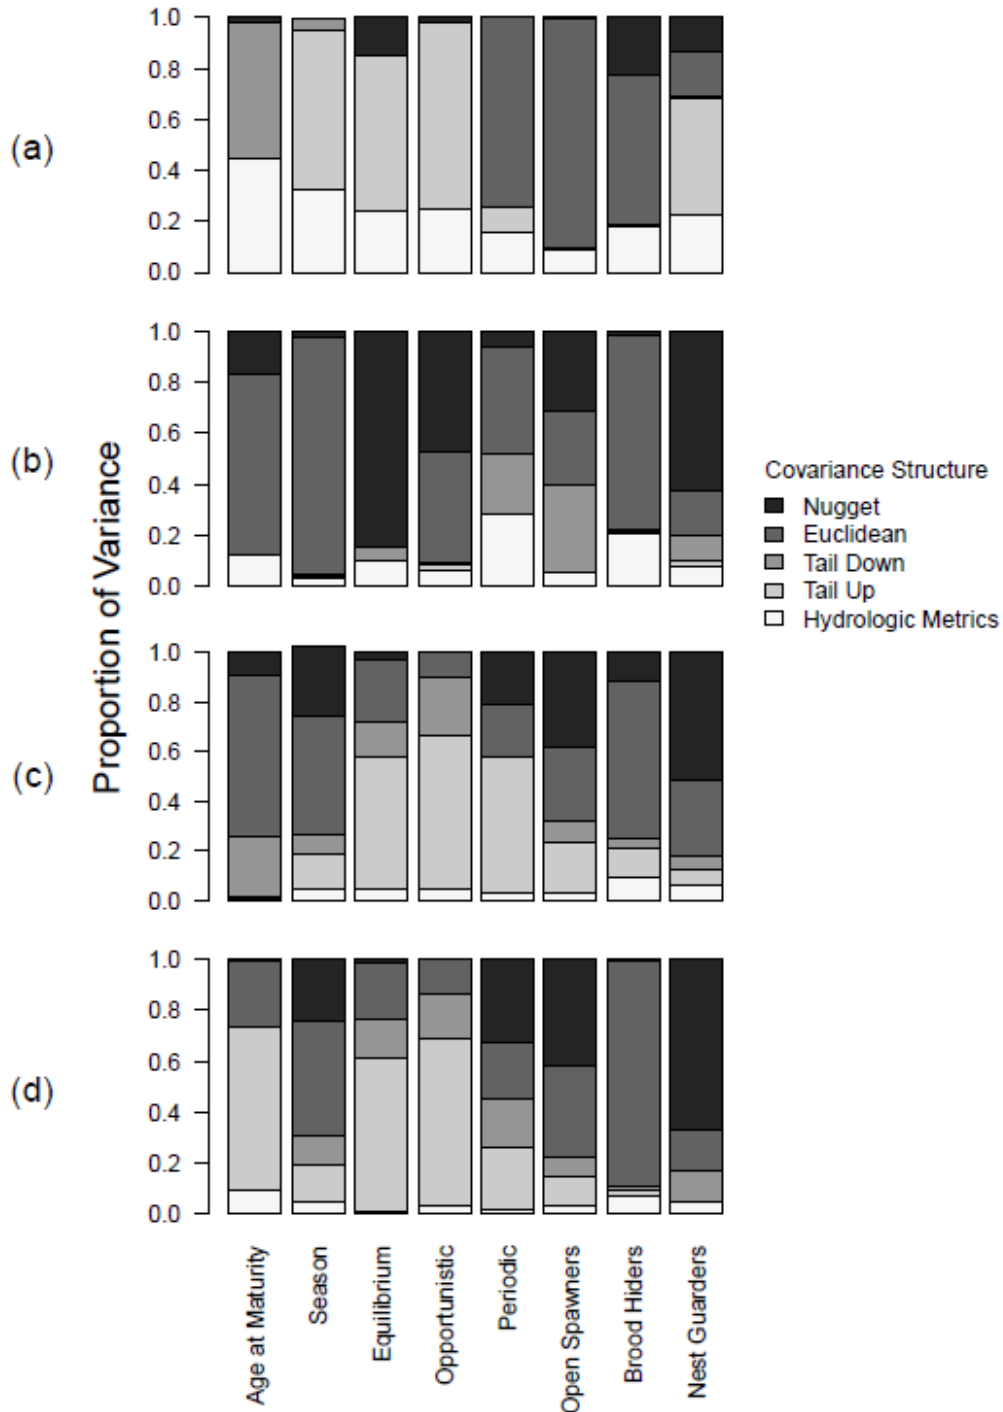 (a)
1.0
0.8
0.6
0.4
0.2
0.0
(b)
1.0
0.8
0.6
0.4
0.2
0.0
(c)
1.0
0.8
0.6
0.4
0.2
0.0
(d)
1.0
0.8
0.6
0.4
0.2
0.0
Proportion of Variance
Covariance Structure
Nugget
Euclidean
Tail Down
Tail Up
Hydrologic Metrics
Age at Maturity
Season
Equilibrium
Opportunistic
Periodic
Open Spawners
Brood Hiders
Nest Guarders